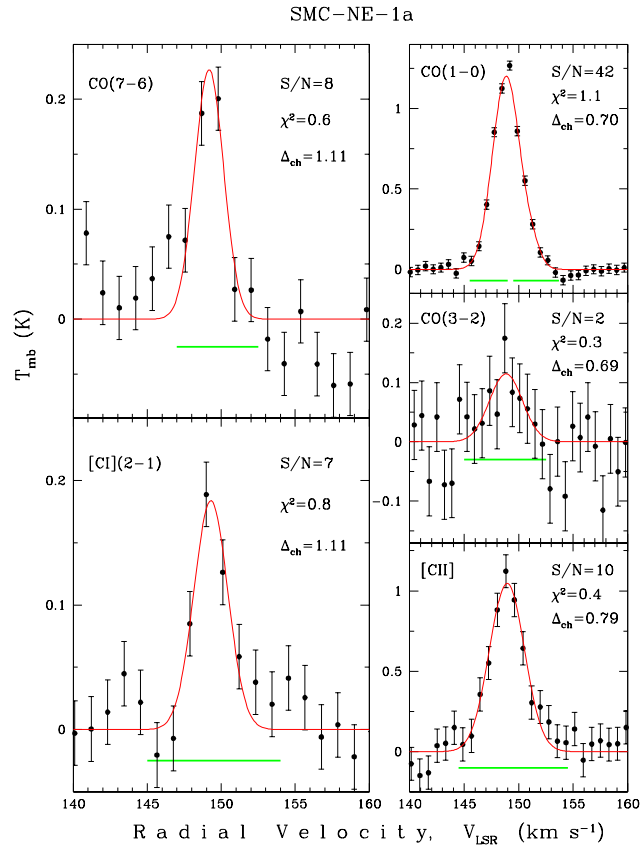 SMC-NE-1a
CO(7-6)
S/N=8
χ²=0.6
Δch=1.11
0.2
0.1
0
CO(1-0)
S/N=42
χ²=1.1
Δch=0.70
1
0.5
0
CO(3-2)
S/N=2
χ²=0.3
Δch=0.69
0.2
0.1
0
-0.1
[CI](2-1)
S/N=7
χ²=0.8
Δch=1.11
0.2
0.1
0
[CII]
S/N=10
χ²=0.4
Δch=0.79
1
0.5
0
Tmb (K)
140 145 150 155 160
140 145 150 155 160
Radial Velocity, VLSR (km s⁻¹)